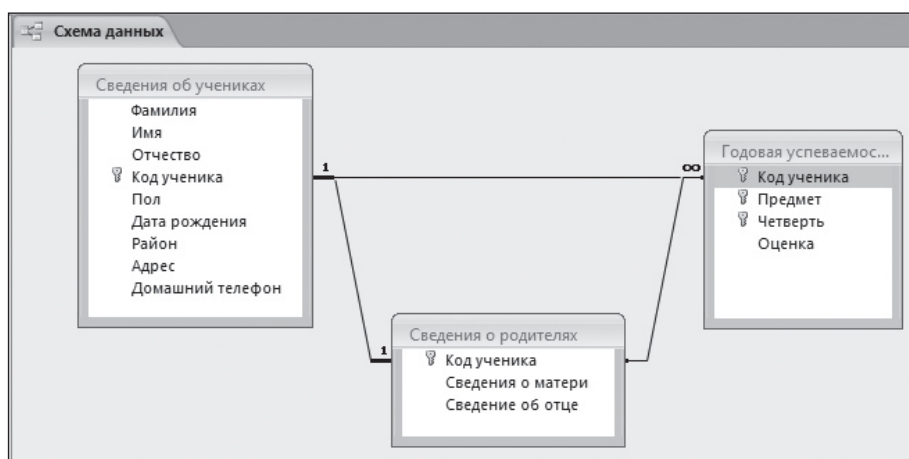 Схема данных
Сведения об учениках
Фамилия
Имя
Отчество
Код ученика
Пол
Дата рождения
Район
Адрес
Домашний телефон
1
∞
Годовая успеваемос...
Код ученика
Предмет
Четверть
Оценка
1
Сведения о родителях
Код ученика
Сведения о матери
Сведение об отце